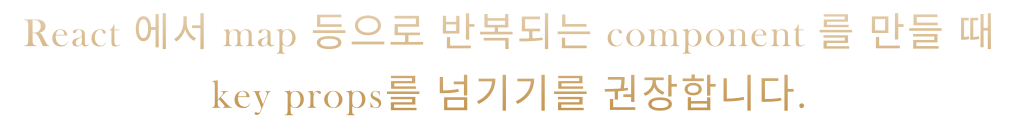 React 에서 map 등으로 반복되는 component 를 만들 때
key props를 넘기기를 권장합니다.